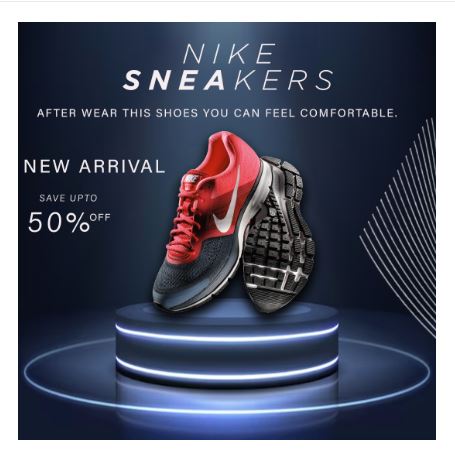 NIKE
SNEAKERS
AFTER WEAR THIS SHOES YOU CAN FEEL COMFORTABLE.
NEW ARRIVAL
SAVE UPTO
50% OFF